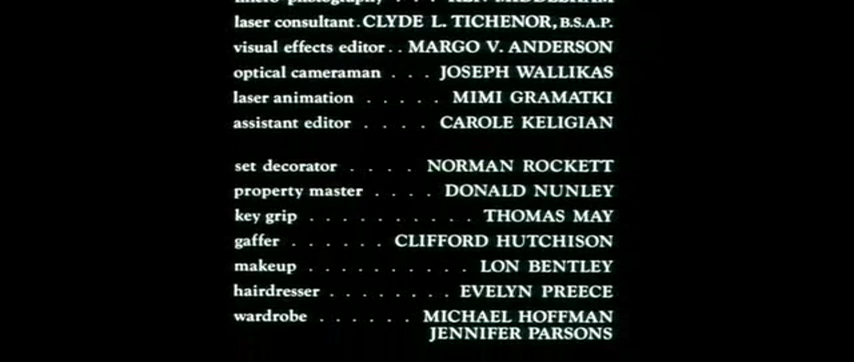 laser consultant . CLYDE L. TICHENOR, B.S.A.P.
visual effects editor . . MARGO V. ANDERSON
optical cameraman . . . JOSEPH WALLIKAS
laser animation . . . . . MIMI GRAMATKI
assistant editor . . . . CAROLE KELIGIAN
set decorator . . . . NORMAN ROCKETT
property master . . . . DONALD NUNLEY
key grip . . . . . . . . . . THOMAS MAY
gaffer . . . . . . CLIFFORD HUTCHISON
makeup . . . . . . . . . . LON BENTLEY
hairdresser . . . . . . . . EVELYN PREECE
wardrobe . . . . . . MICHAEL HOFFMAN
JENNIFER PARSONS